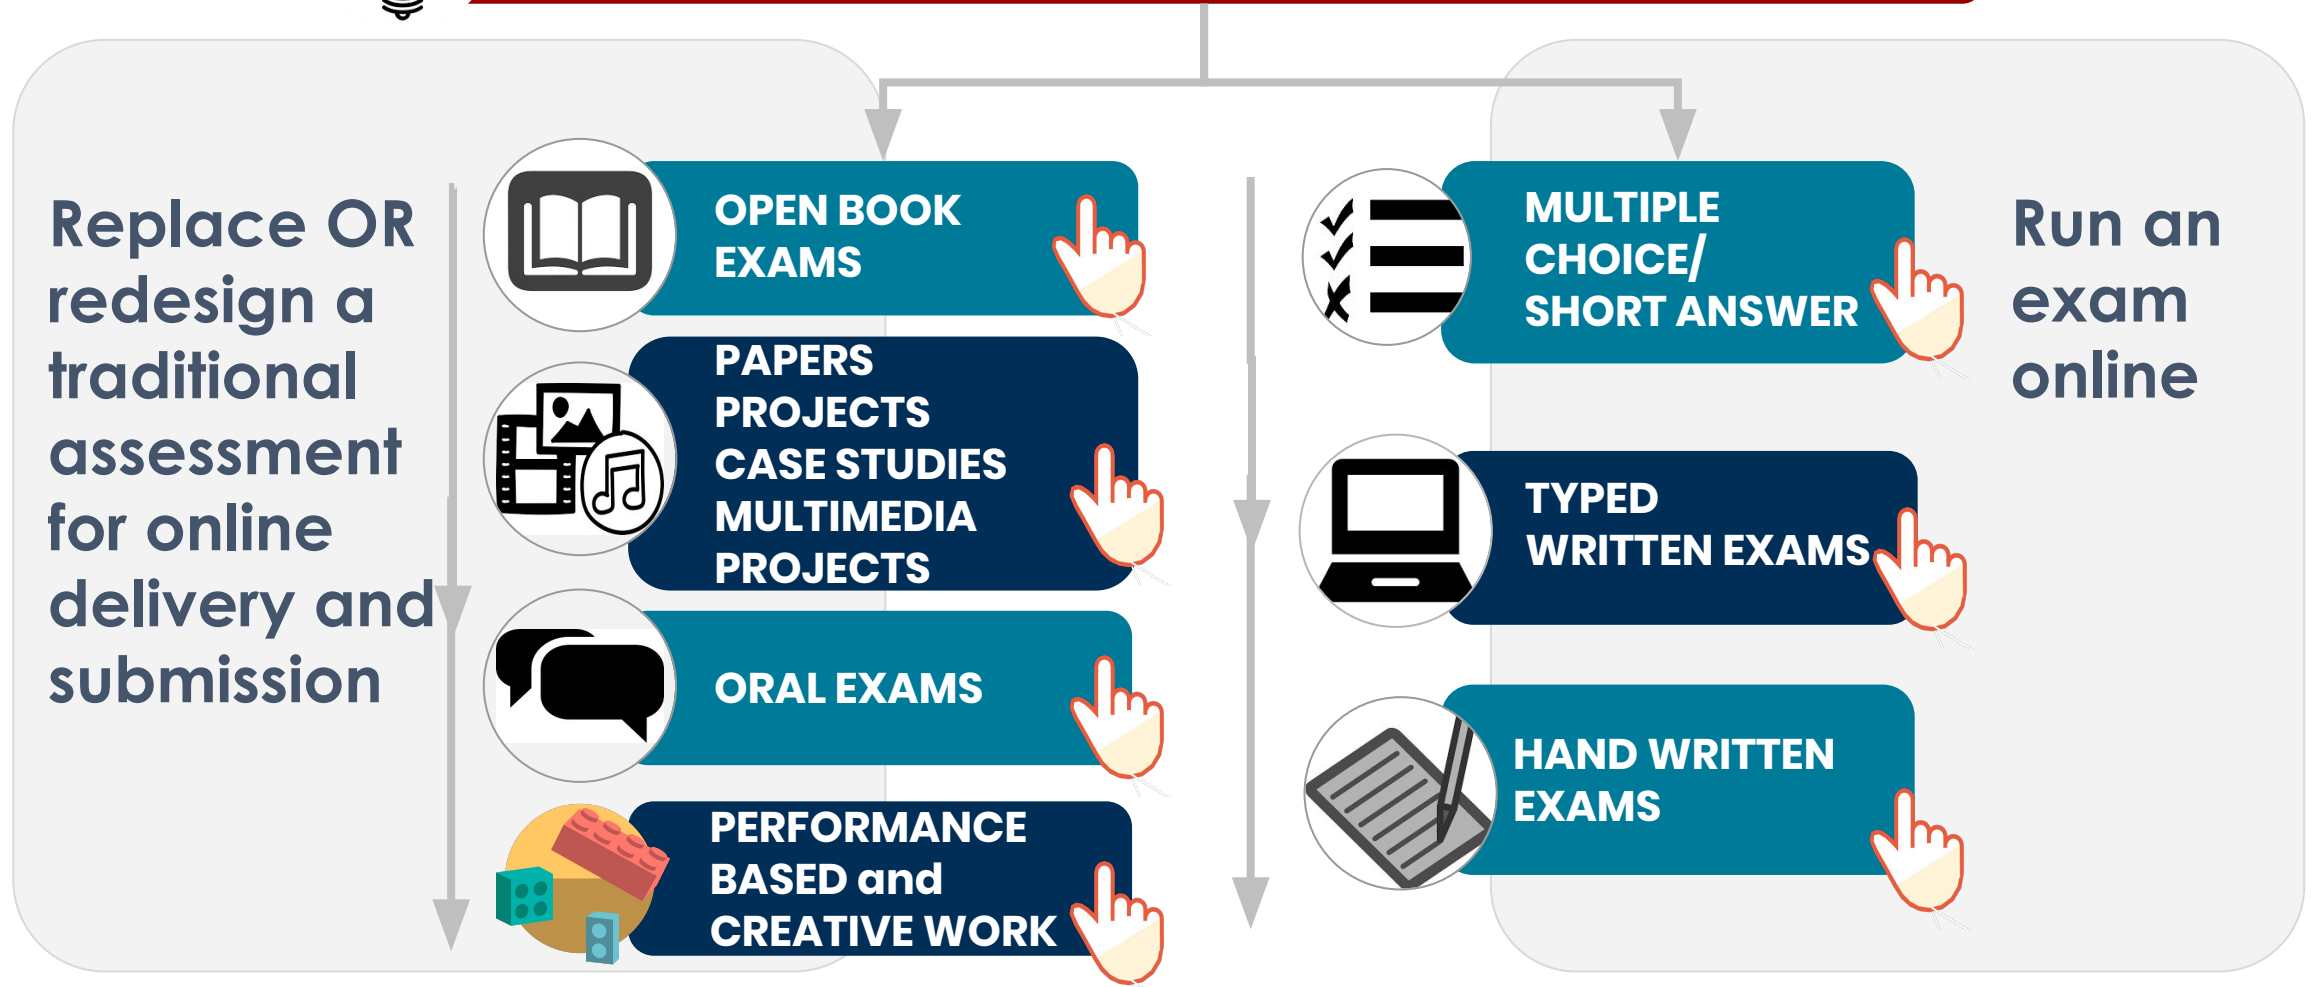 Replace OR
redesign a
traditional
assessment
for online
delivery and
submission
OPEN BOOK
EXAMS
PAPERS
PROJECTS
CASE STUDIES
MULTIMEDIA
PROJECTS
ORAL EXAMS
PERFORMANCE
BASED and
CREATIVE WORK
MULTIPLE
CHOICE/
SHORT ANSWER
TYPED
WRITTEN EXAMS
HAND WRITTEN
EXAMS
Run an
exam
online